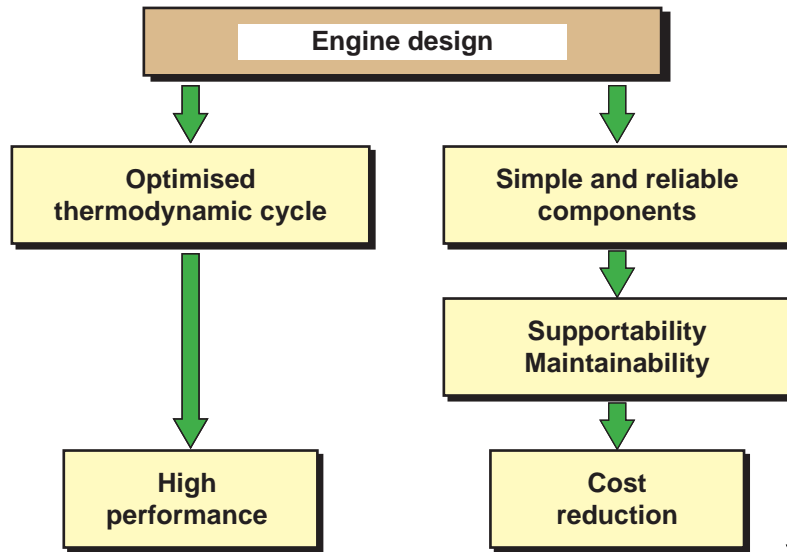 Engine design
Optimised
thermodynamic cycle
Simple and reliable
components
Supportability
Maintainability
High
performance
Cost
reduction